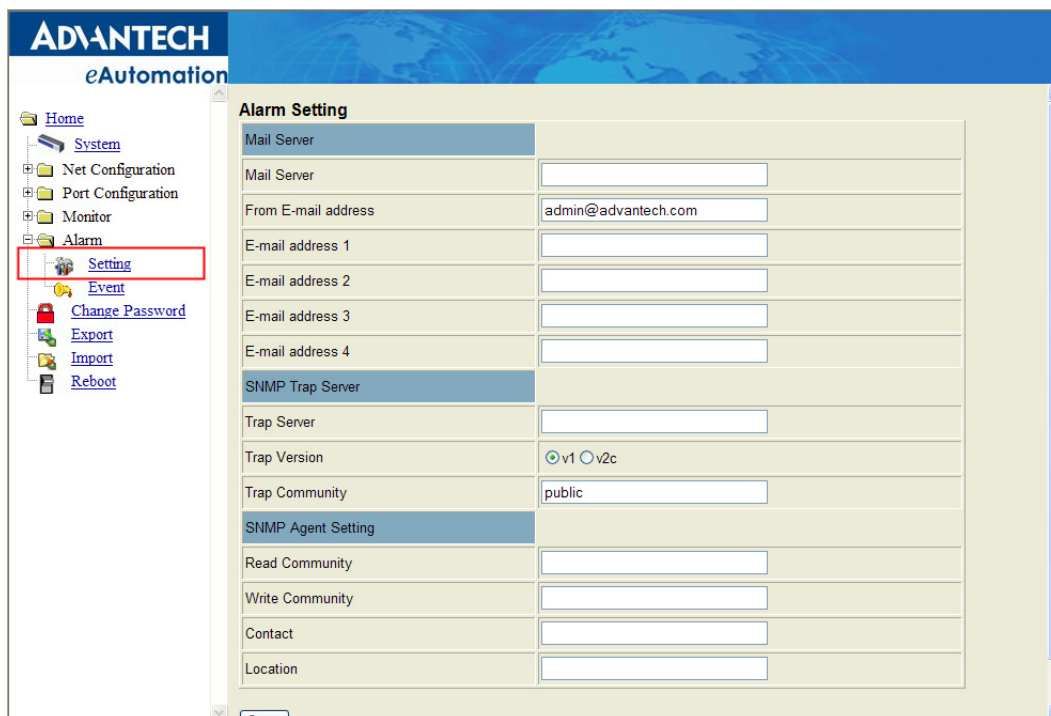 ADVANTECH
eAutomation
Home
System
Net Configuration
Port Configuration
Monitor
Alarm
Setting
Event
Change Password
Export
Import
Reboot
Alarm Setting
Mail Server
Mail Server
From E-mail address admin@advantech.com
E-mail address 1
E-mail address 2
E-mail address 3
E-mail address 4
SNMP Trap Server
Trap Server
Trap Version v1 v2c
Trap Community public
SNMP Agent Setting
Read Community
Write Community
Contact
Location